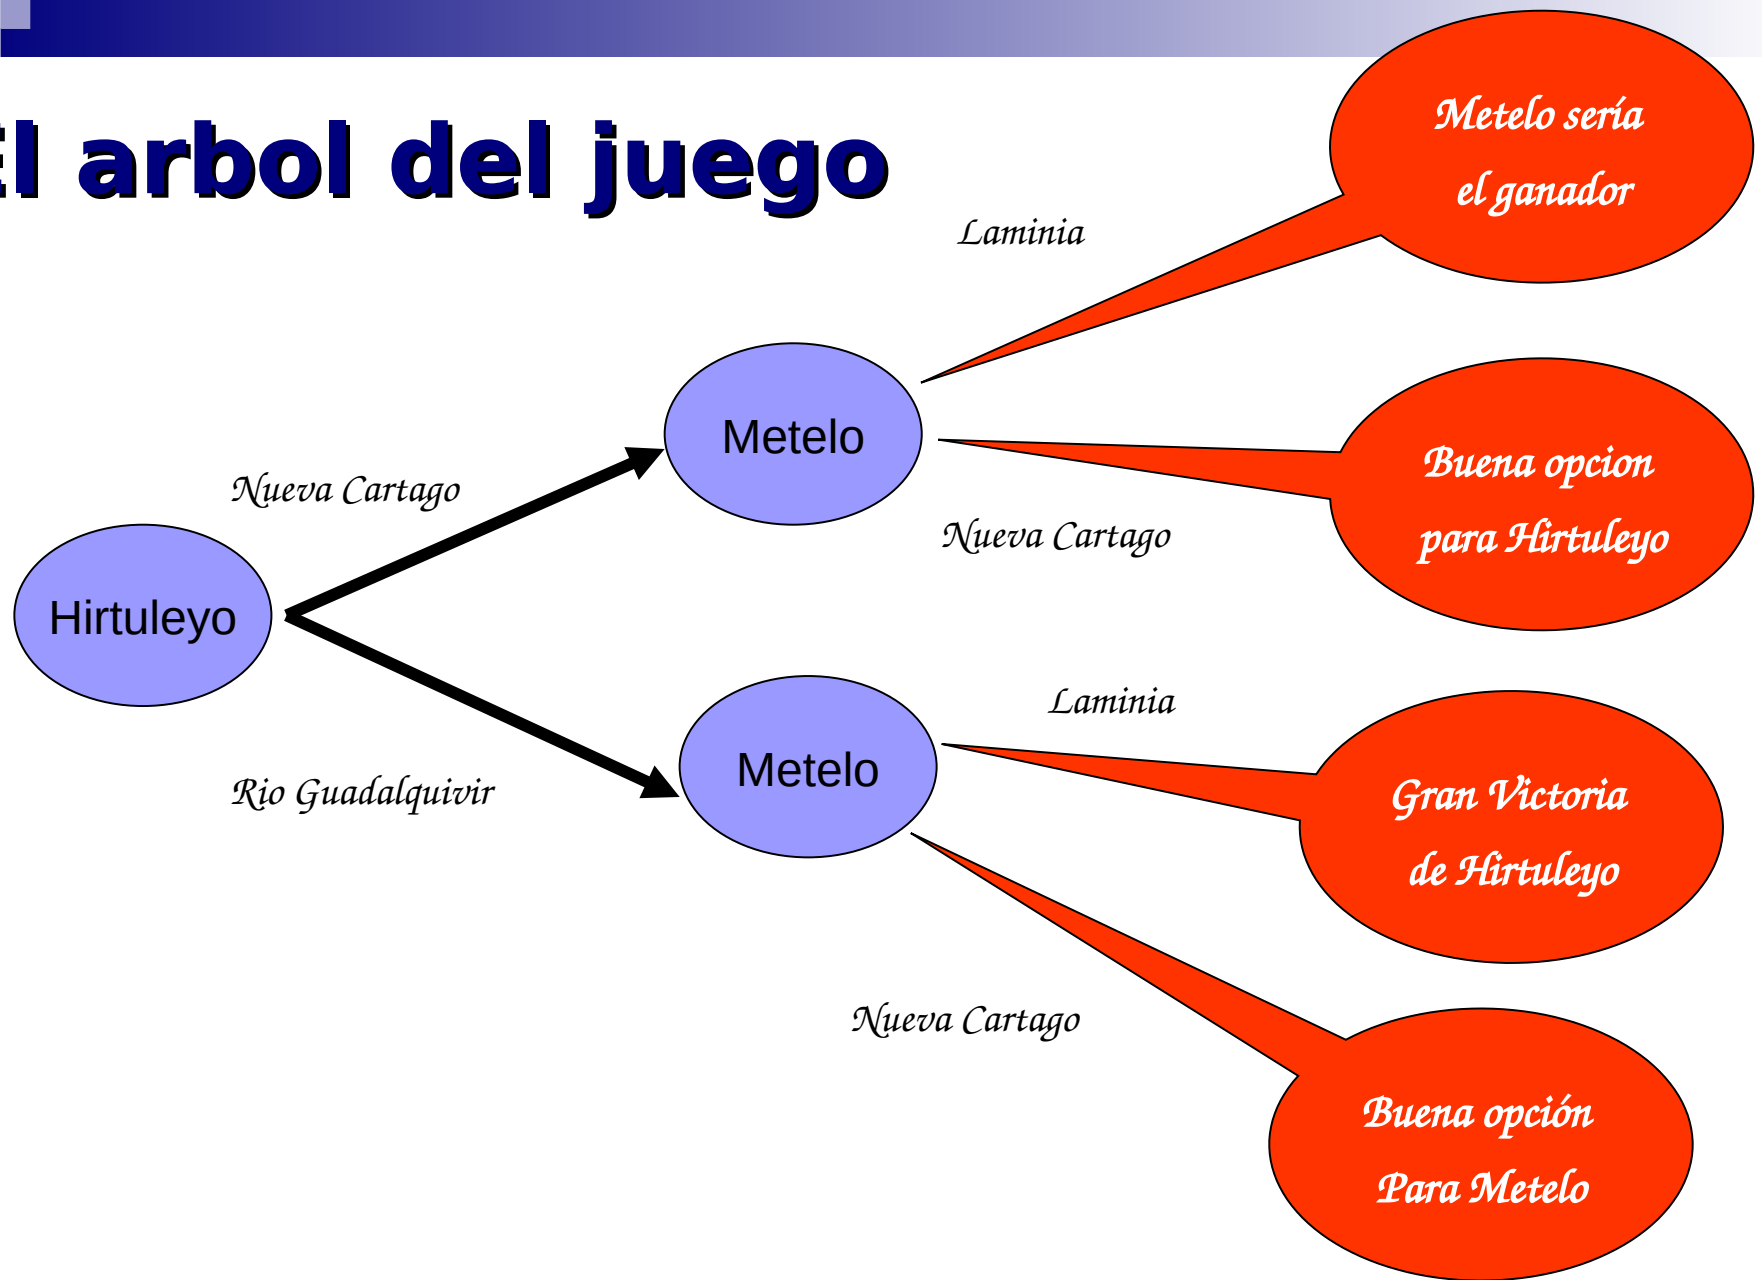 El arbol del juego
Metelo sería
el ganador
Laminia
Metelo
Nueva Cartago
Buena opcion
para Hirtuleyo
Nueva Cartago
Hirtuleyo
Laminia
Metelo
Rio Guadalquivir
Gran Victoria
de Hirtuleyo
Nueva Cartago
Buena opción
Para Metelo